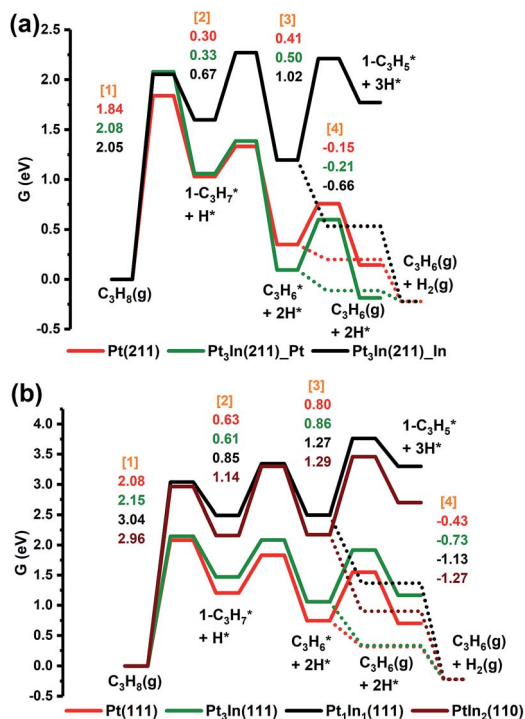 (a)
G (eV)
2.5
2.0
1.5
1.0
0.5
0.0
-0.5
[1]
1.84
2.08
2.05
[2]
0.30
0.33
0.67
[3]
0.41
0.50
1.02
[4]
-0.15
-0.21
-0.66
C₃H₈(g)
1-C₃H₇*
+ H*
C₃H₆*
+ 2H*
C₃H₆(g)
+ 2H*
1-C₃H₅*
+ 3H*
C₃H₆(g)
+ H₂(g)
Pt(211) Pt₃In(211)_Pt Pt₃In(211)_In
(b)
G (eV)
4.0
3.5
3.0
2.5
2.0
1.5
1.0
0.5
0.0
-0.5
[1]
2.08
2.15
3.04
2.96
[2]
0.63
0.61
0.85
1.14
[3]
0.80
0.86
1.27
1.29
[4]
-0.43
-0.73
-1.13
-1.27
C₃H₈(g)
1-C₃H₇*
+ H*
C₃H₆*
+ 2H*
C₃H₆(g)
+ 2H*
1-C₃H₅*
+ 3H*
C₃H₆(g)
+ H₂(g)
Pt(111) Pt₃In(111) Pt₁In₁(111) PtIn₂(110)